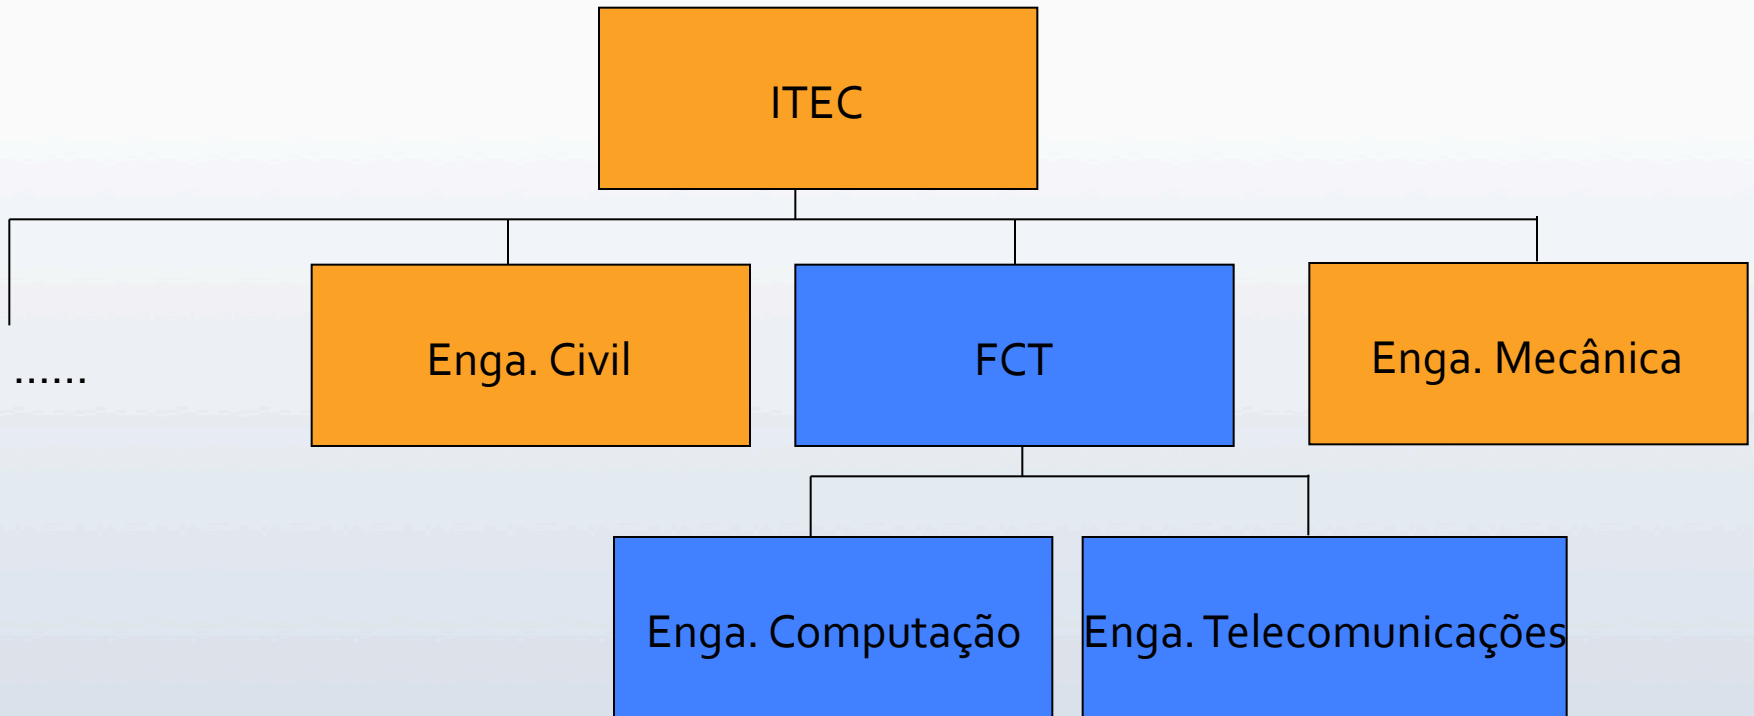 ITEC
......
Enga. Civil
FCT
Enga. Mecânica
Enga. Computação
Enga. Telecomunicações